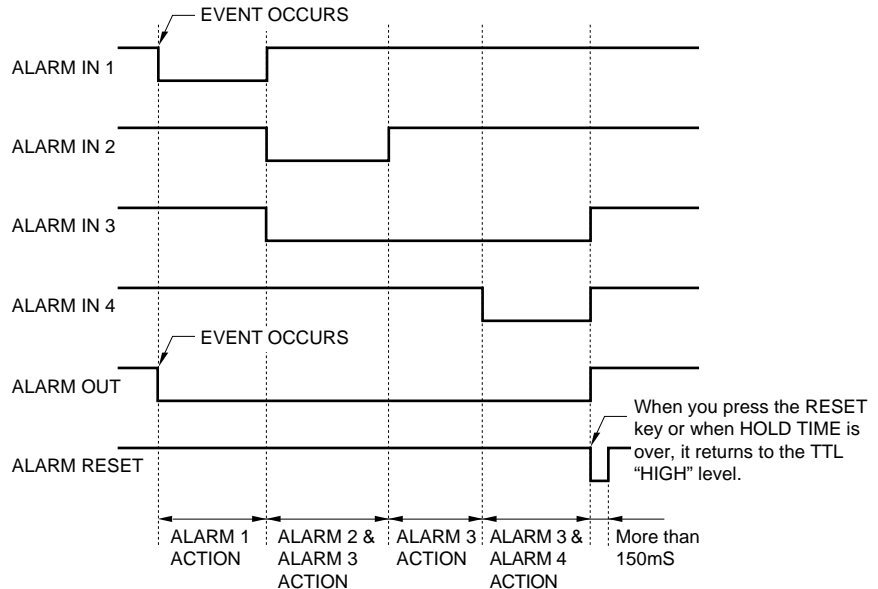 EVENT OCCURS
ALARM IN 1
ALARM IN 2
ALARM IN 3
ALARM IN 4
EVENT OCCURS
ALARM OUT
When you press the RESET
key or when HOLD TIME is
over, it returns to the TTL
“HIGH” level.
ALARM RESET
ALARM 1
ACTION
ALARM 2 &
ALARM 3
ACTION
ALARM 3
ACTION
ALARM 3 &
ALARM 4
ACTION
More than
150mS